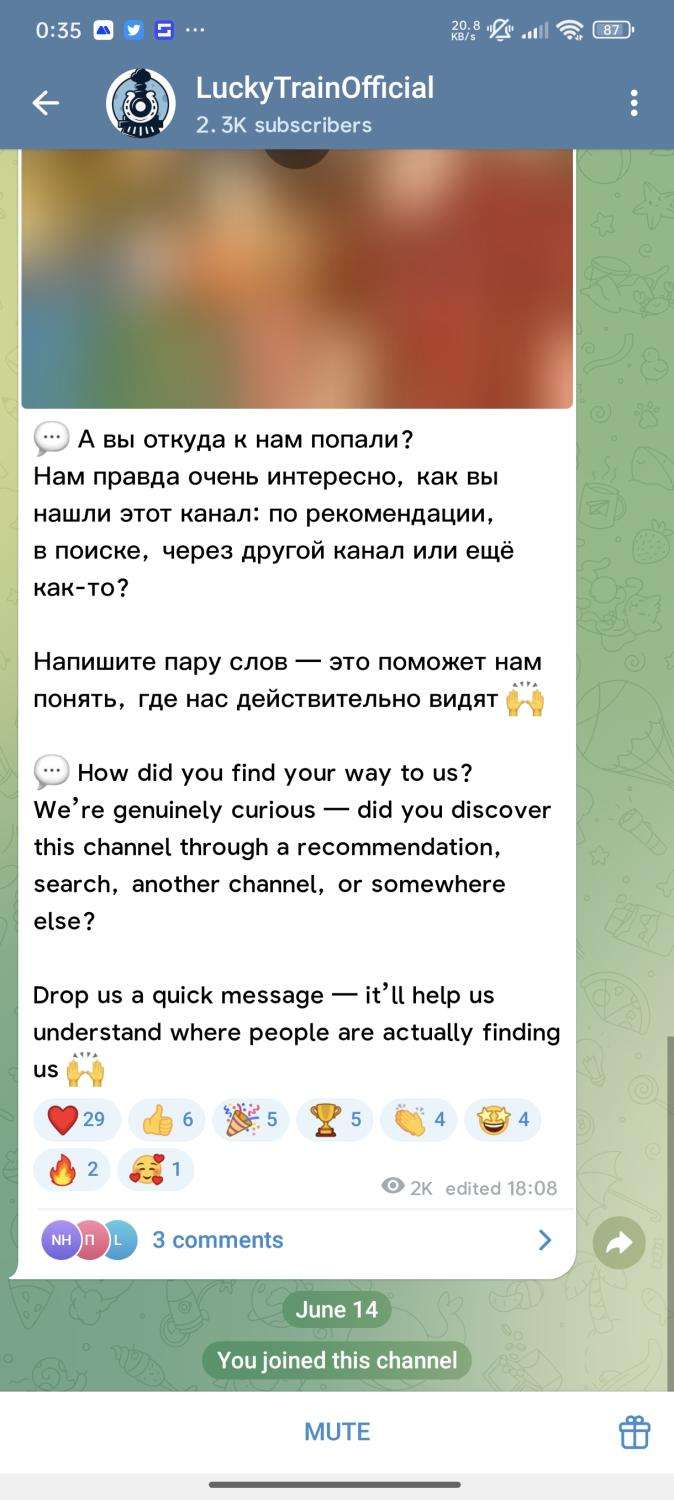 0:35
20.8
KB/s
87
LuckyTrainOfficial
2.3K subscribers
💬 А вы откуда к нам попали?
Нам правда очень интересно, как вы
нашли этот канал: по рекомендации,
в поиске, через другой канал или ещё
как-то?
Напишите пару слов — это поможет нам
понять, где нас действительно видят 🙌
💬 How did you find your way to us?
We’re genuinely curious — did you discover
this channel through a recommendation,
search, another channel, or somewhere
else?
Drop us a quick message — it’ll help us
understand where people are actually finding
us 🙌
❤️ 29 👍 6 🎉 5 🏆 5 👏 4 🤩 4
🔥 2 🥰 1
2K edited 18:08
NH П L 3 comments
June 14
You joined this channel
MUTE